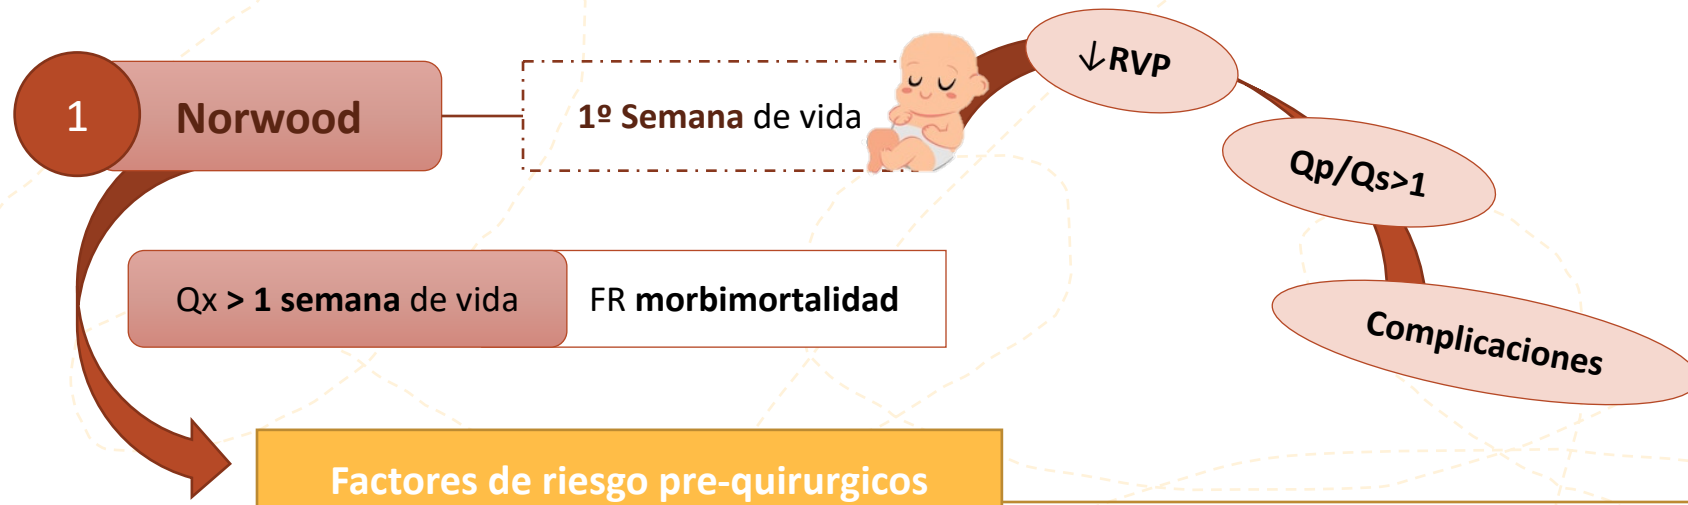 1
Norwood
1º Semana de vida
↓RVP
Qp/Qs>1
Complicaciones
Qx > 1 semana de vida
FR morbimortalidad
Factores de riesgo pre-quirurgicos